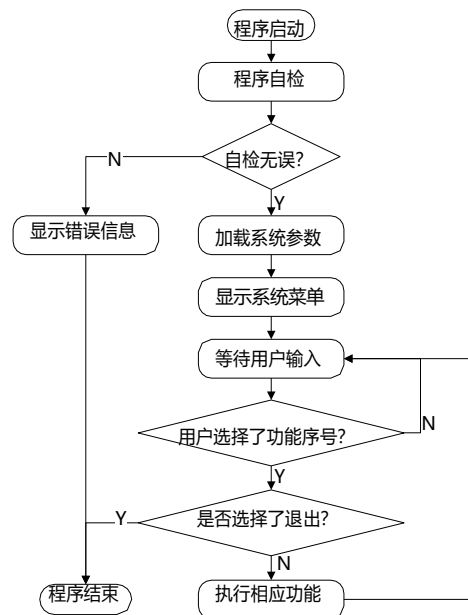 程序启动
程序自检
自检无误?
N
Y
显示错误信息
加载系统参数
显示系统菜单
等待用户输入
用户选择了功能序号?
N
Y
Y
是否选择了退出?
N
程序结束
执行相应功能